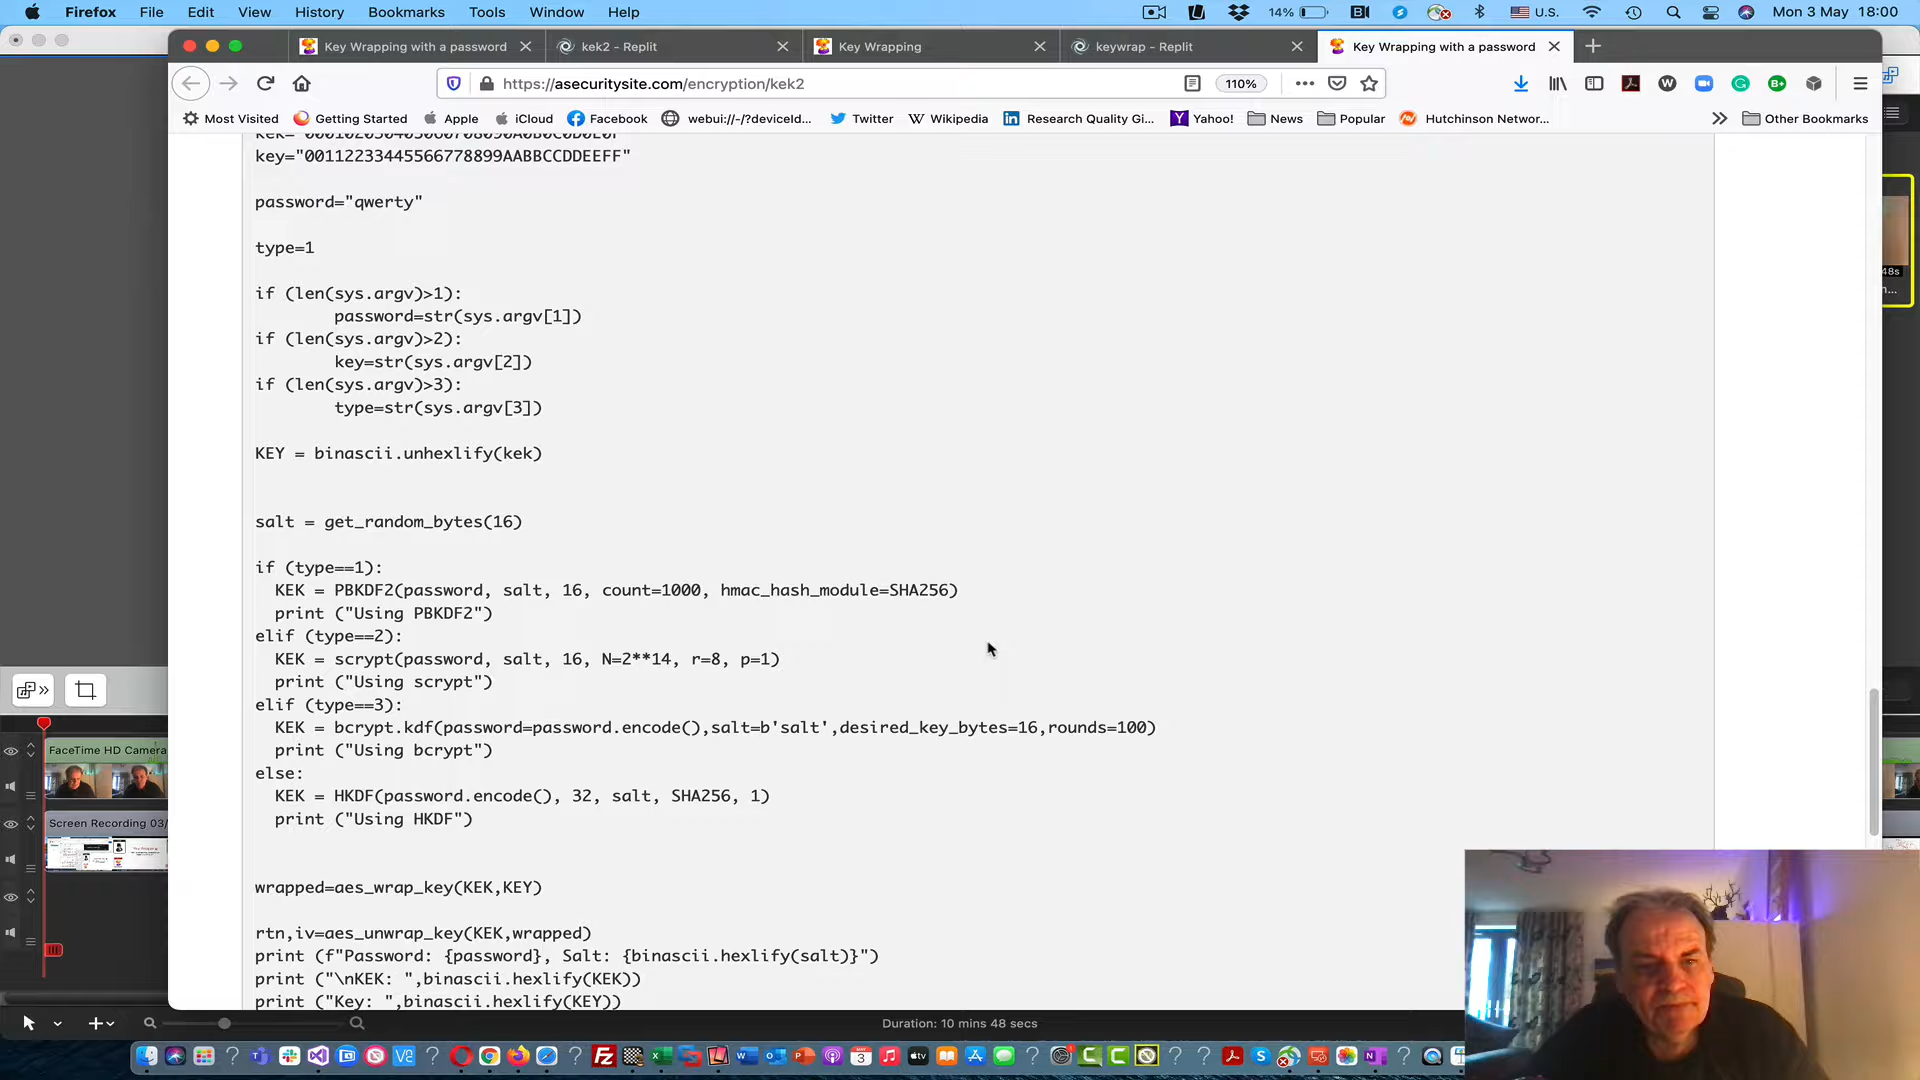 Firefox File Edit View History Bookmarks Tools Window Help 14% U.S. Mon 3 May 18:00
Key Wrapping with a password kek2 - Replit Key Wrapping keywrap - Replit Key Wrapping with a password
https://asecuritysite.com/encryption/kek2 110%
Most Visited Getting Started Apple iCloud Facebook webui://-/?deviceId... Twitter Wikipedia Research Quality Gi... Yahoo! News Popular Hutchinson Networ... Other Bookmarks
key="00112233445566778899AABBCCDDEEFF"
password="qwerty"
type=1
if (len(sys.argv)>1):
password=str(sys.argv[1])
if (len(sys.argv)>2):
key=str(sys.argv[2])
if (len(sys.argv)>3):
type=str(sys.argv[3])
KEY = binascii.unhexlify(kek)
salt = get_random_bytes(16)
if (type==1):
KEK = PBKDF2(password, salt, 16, count=1000, hmac_hash_module=SHA256)
print ("Using PBKDF2")
elif (type==2):
KEK = scrypt(password, salt, 16, N=2**14, r=8, p=1)
print ("Using scrypt")
elif (type==3):
KEK = bcrypt.kdf(password=password.encode(),salt=b'salt',desired_key_bytes=16,rounds=100)
print ("Using bcrypt")
else:
KEK = HKDF(password.encode(), 32, salt, SHA256, 1)
print ("Using HKDF")
wrapped=aes_wrap_key(KEK,KEY)
rtn,iv=aes_unwrap_key(KEK,wrapped)
print (f"Password: {password}, Salt: {binascii.hexlify(salt)}")
print ("\nKEK: ",binascii.hexlify(KEK))
print ("Key: ",binascii.hexlify(KEY))
48s
n...
FaceTime HD Camera
Screen Recording 03/
Duration: 10 mins 48 secs